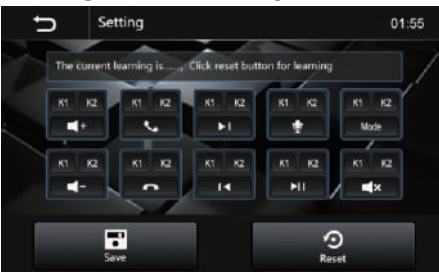 Setting 01:55
The current learning is....., Click reset button for learning
K1 K2 K1 K2 K1 K2 K1 K2 K1 K2
+ Mode
K1 K2 K1 K2 K1 K2 K1 K2 K1 K2
-
Save Reset